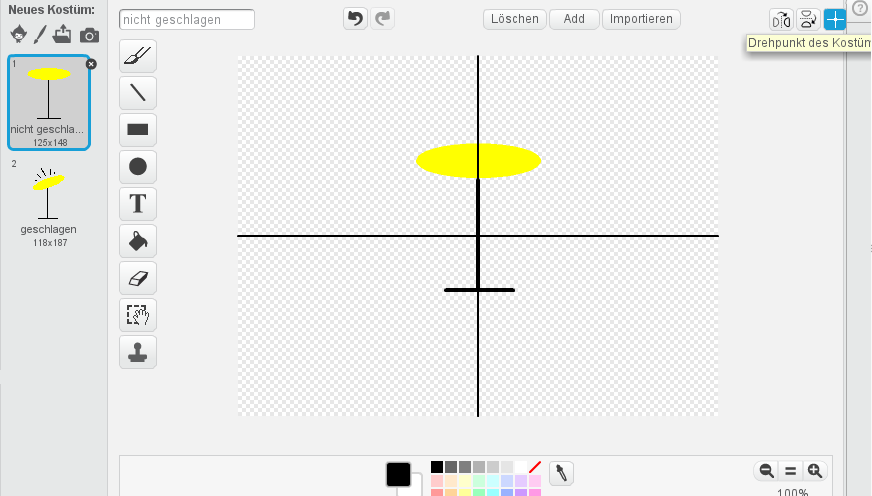 Neues Kostüm:
nicht geschlagen
Löschen
Add
Importieren
?
Drehpunkt des Kostüm
1
nicht geschla...
125x148
2
geschlagen
118x187
T
100%